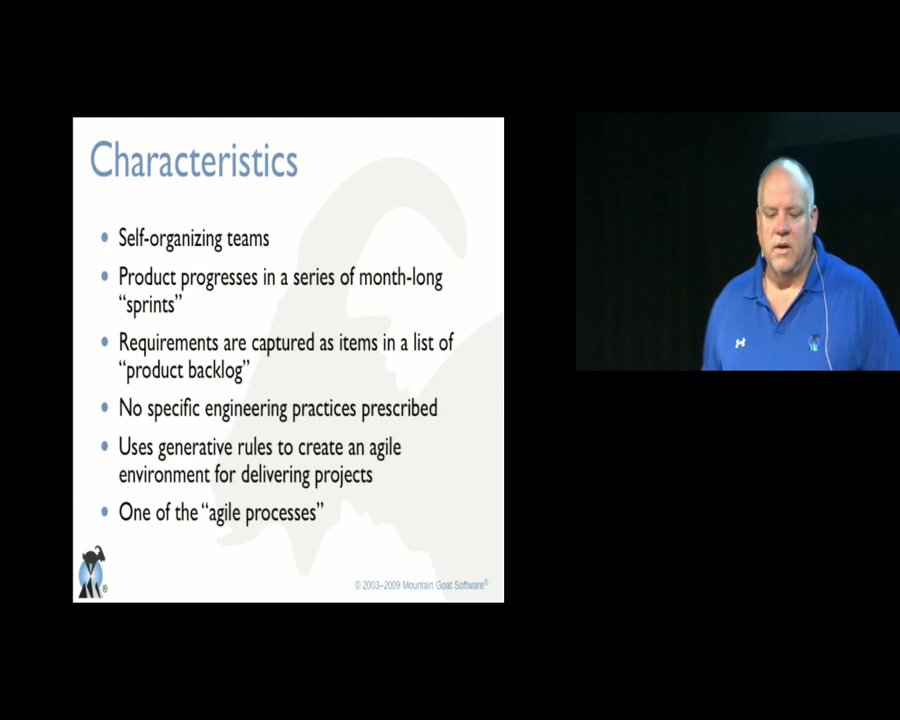 Characteristics
• Self-organizing teams
• Product progresses in a series of month-long
“sprints”
• Requirements are captured as items in a list of
“product backlog”
• No specific engineering practices prescribed
• Uses generative rules to create an agile
environment for delivering projects
• One of the “agile processes”
®
© 2003–2009 Mountain Goat Software®